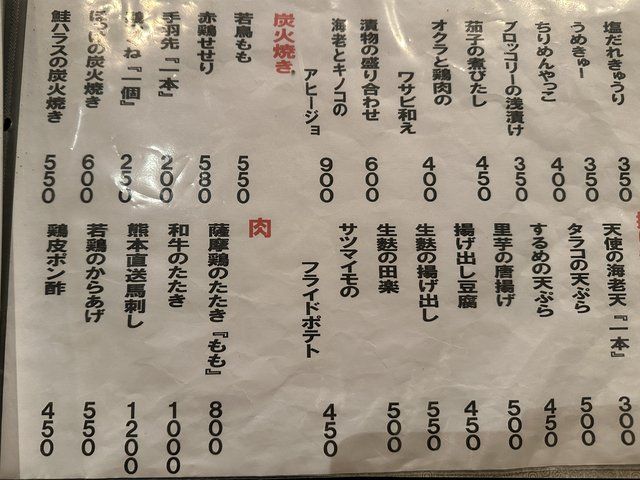 塩だれきゅうり 350
うめきゅー 350
ちりめんやっこ 400
ブロッコリーの浅漬け 350
茄子の煮びたし 450
オクラと鶏肉の
ワサビ和え 400
漬物の盛り合わせ 600
海老とキノコの
アヒージョ 900
炭火焼き
若鳥もも 550
赤鶏せせり 580
手羽先『一本』 200
ね『一個』 250
の炭火焼き 600
鮭ハラスの炭火焼き 550
天使の海老天『一本』 300
タラコの天ぷら 500
するめの天ぷら 450
里芋の唐揚げ 500
揚げ出し豆腐 450
生麩の揚げ出し 550
生麩の田楽 500
サツマイモの
フライドポテト 450
肉
薩摩鶏のたたき『もも』 800
和牛のたたき 1000
熊本直送馬刺し 1200
若鶏のからあげ 550
鶏皮ポン酢 450